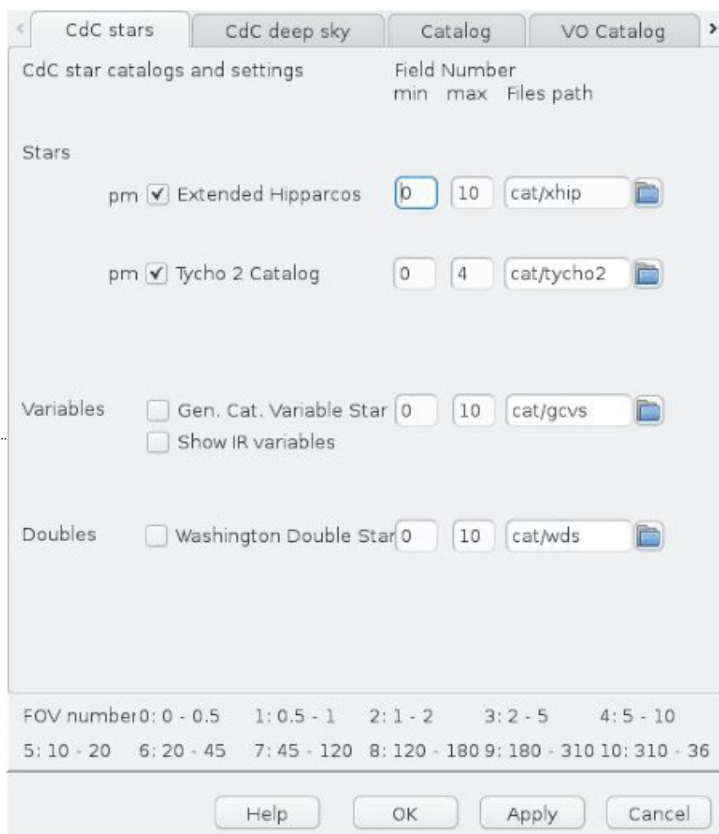 CdC stars CdC deep sky Catalog VO Catalog
CdC star catalogs and settings Field Number
min max Files path
Stars
pm Extended Hipparcos 0 10 cat/xhip
pm Tycho 2 Catalog 0 4 cat/tycho2
Variables Gen. Cat. Variable Star 0 10 cat/gcvs
Show IR variables
Doubles Washington Double Star 0 10 cat/wds
FOV number 0: 0 - 0.5 1: 0.5 - 1 2: 1 - 2 3: 2 - 5 4: 5 - 10
5: 10 - 20 6: 20 - 45 7: 45 - 120 8: 120 - 180 9: 180 - 310 10: 310 - 36
Help OK Apply Cancel